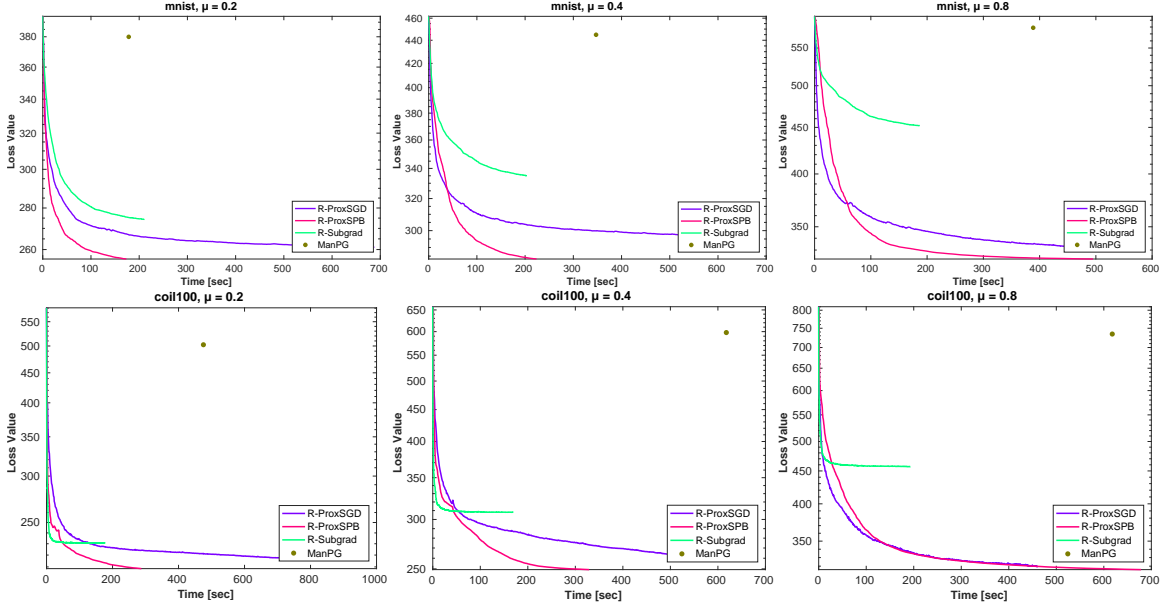 mnist, μ = 0.2
380
360
340
320
300
290
275
260
Loss Value
0 100 200 300 400 500 600 700
Time [sec]
R-ProxSGD
R-ProxSPB
R-Subgrad
ManPG
mnist, μ = 0.4
460
440
420
400
380
360
340
320
300
Loss Value
0 100 200 300 400 500 600 700
Time [sec]
R-ProxSGD
R-ProxSPB
R-Subgrad
ManPG
mnist, μ = 0.8
550
500
450
400
350
Loss Value
0 100 200 300 400 500 600
Time [sec]
R-ProxSGD
R-ProxSPB
R-Subgrad
ManPG
coil100, μ = 0.2
550
500
450
400
350
300
250
Loss Value
0 200 400 600 800 1000
Time [sec]
R-ProxSGD
R-ProxSPB
R-Subgrad
ManPG
coil100, μ = 0.4
650
600
550
500
450
400
350
300
250
Loss Value
0 100 200 300 400 500 600 700
Time [sec]
R-ProxSGD
R-ProxSPB
R-Subgrad
ManPG
coil100, μ = 0.8
800
750
700
650
600
550
500
450
400
350
Loss Value
0 100 200 300 400 500 600 700
Time [sec]
R-ProxSGD
R-ProxSPB
R-Subgrad
ManPG